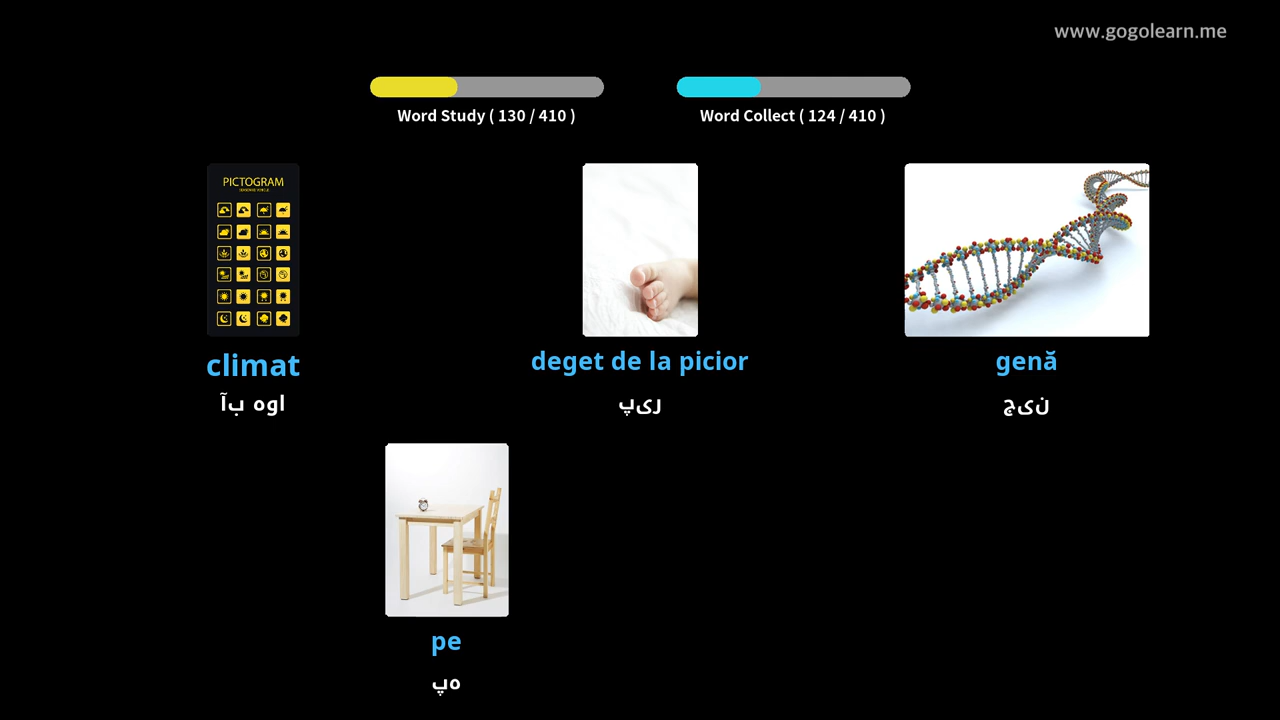 www.gogolearn.me
Word Study ( 130 / 410 )
Word Collect ( 124 / 410 )
PICTOGRAM
climat
اوه بآ
deget de la picior
ریپ
genă
نیج
pe
هپ